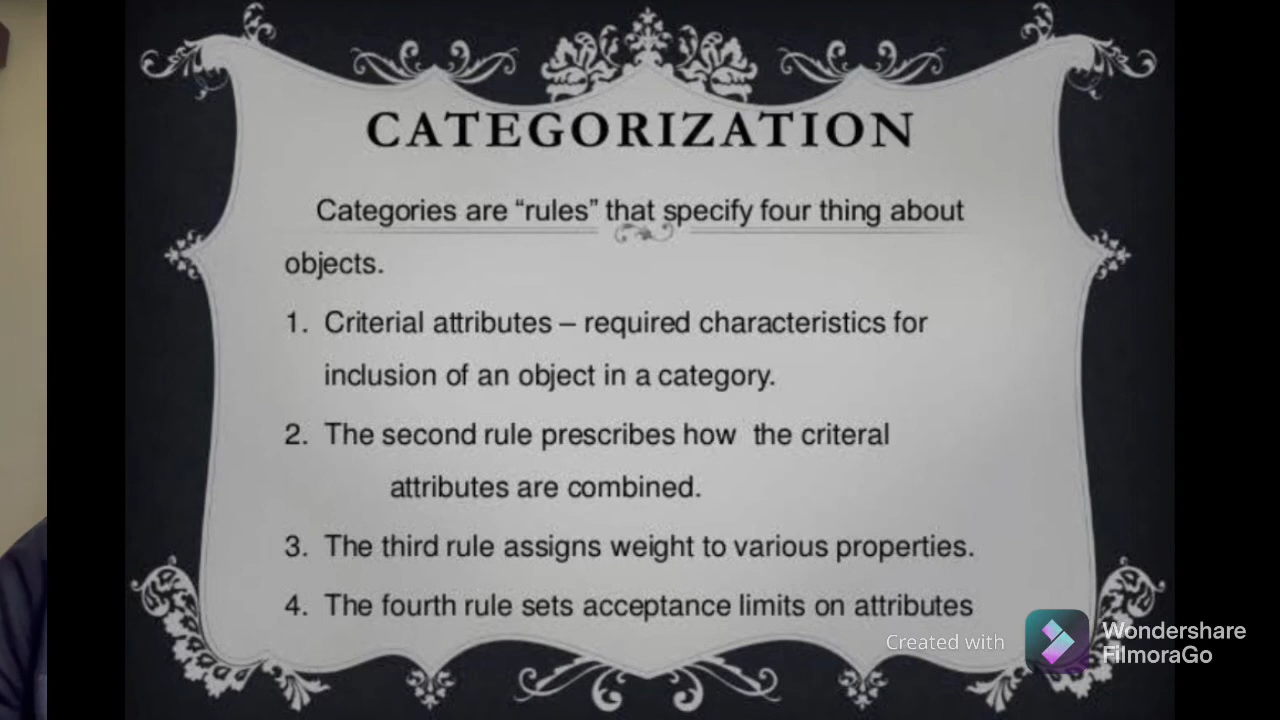 CATEGORIZATION
Categories are “rules” that specify four thing about
objects.
1. Criterial attributes – required characteristics for
inclusion of an object in a category.
2. The second rule prescribes how the criteral
attributes are combined.
3. The third rule assigns weight to various properties.
4. The fourth rule sets acceptance limits on attributes
Created with
Wondershare
FilmoraGo